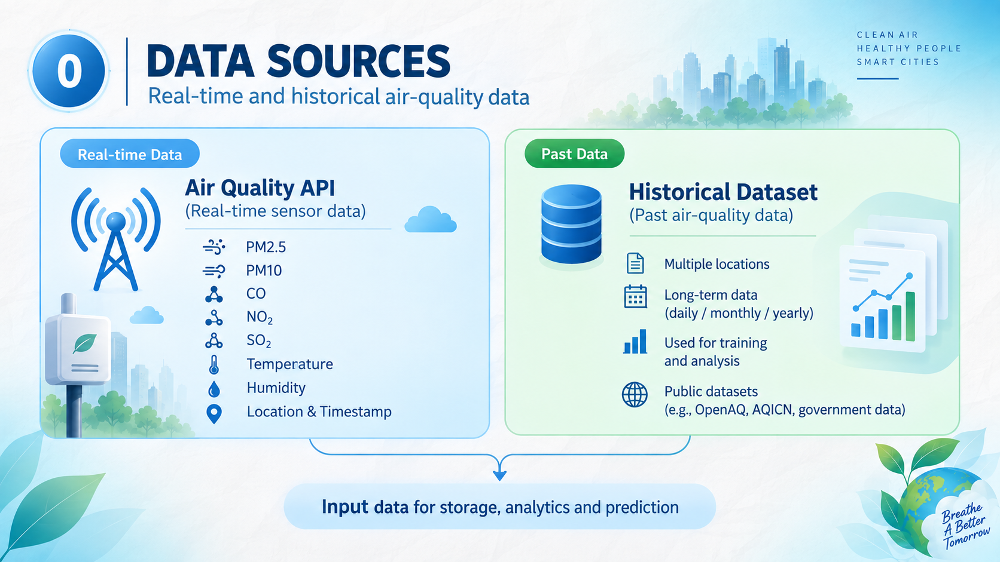 0
DATA SOURCES
Real-time and historical air-quality data
CLEAN AIR
HEALTHY PEOPLE
SMART CITIES
Real-time Data
Air Quality API
(Real-time sensor data)
PM2.5
PM10
CO
NO₂
SO₂
Temperature
Humidity
Location & Timestamp
Past Data
Historical Dataset
(Past air-quality data)
Multiple locations
Long-term data
(daily / monthly / yearly)
Used for training
and analysis
Public datasets
(e.g., OpenAQ, AQICN, government data)
Input data for storage, analytics and prediction
Breathe
A Better
Tomorrow